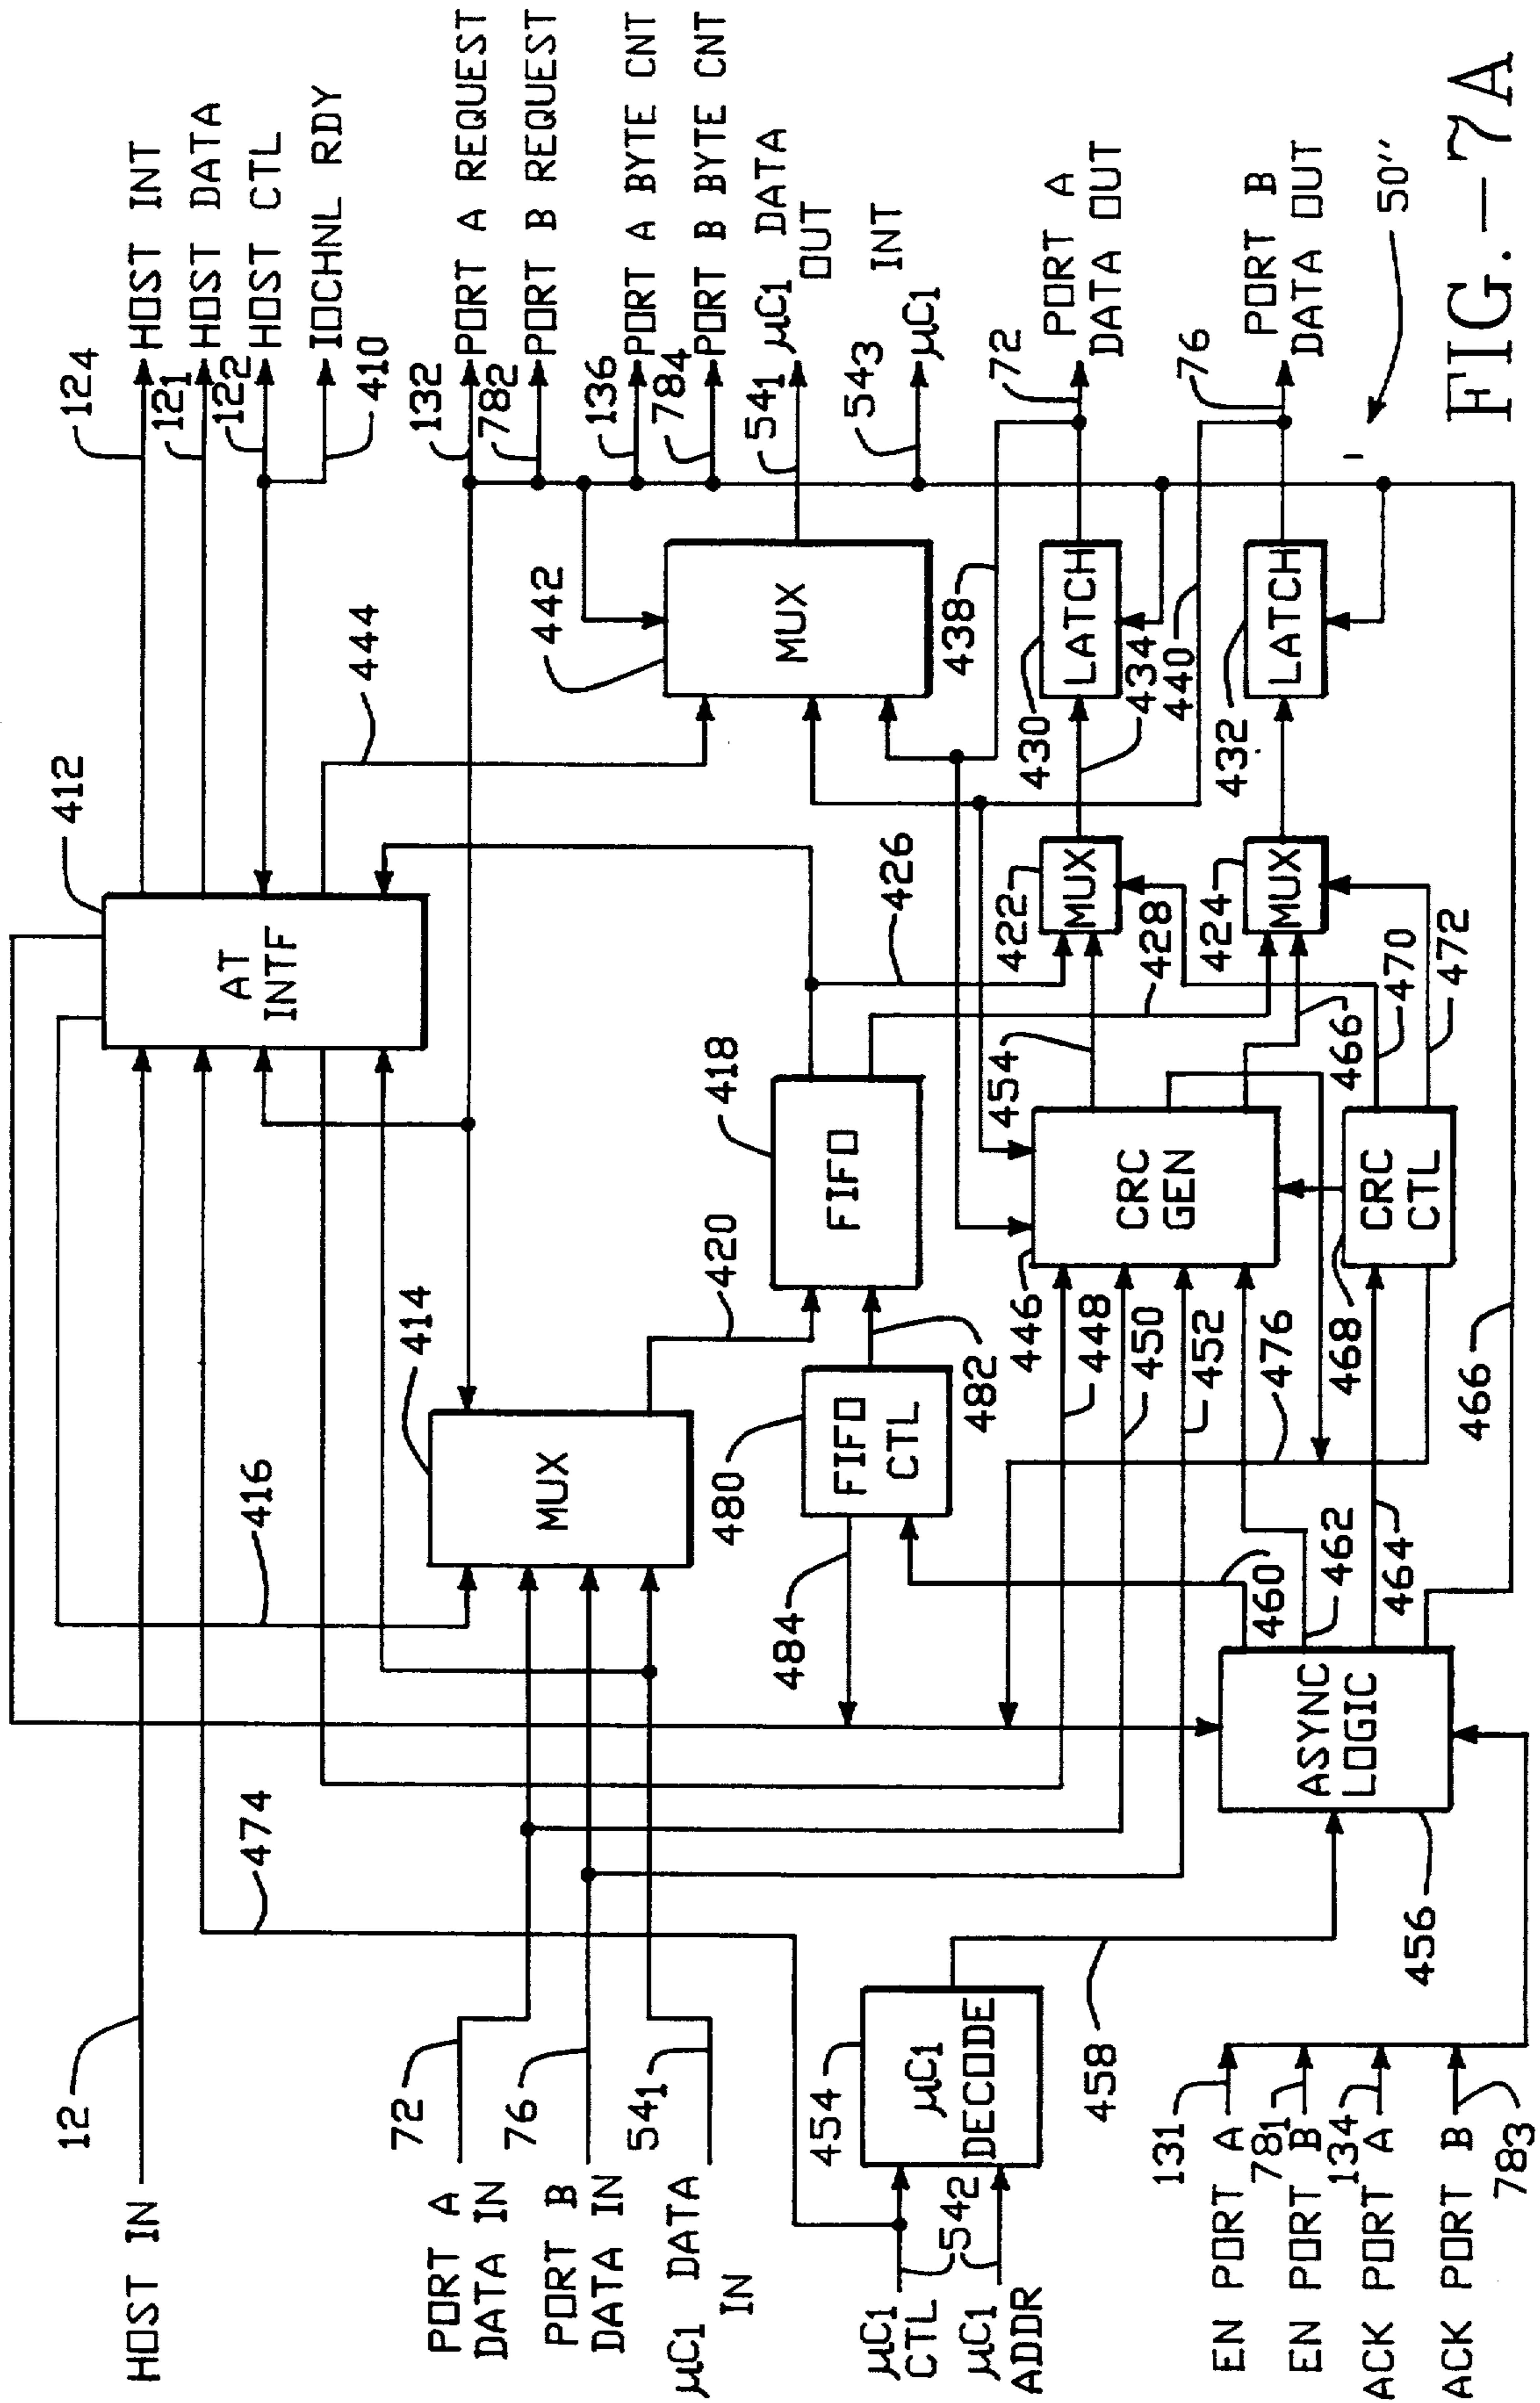 HOST IN
12
474
416
412
444
124
HOST INT
121
HOST DATA
122
HOST CTL
IOCHNL RDY
410
AT
INTF
PORT A
DATA IN
72
PORT B
DATA IN
76
µC1 DATA
IN
541
414
MUX
420
418
FIFO
480
FIFO
CTL
482
484
426
428
442
MUX
132
PORT A REQUEST
782
PORT B REQUEST
136
PORT A BYTE CNT
784
PORT B BYTE CNT
541
µC1 DATA
OUT
543
INT
µC1
438
430
LATCH
434
440
432
LATCH
72
PORT A
DATA OUT
76
PORT B
DATA OUT
422
MUX
424
MUX
454
466
470
472
446
CRC
GEN
448
450
452
476
468
CRC
CTL
466
460
462
464
µC1
CTL
542
µC1
ADDR
454
µC1
DECODE
458
456
ASYNC
LOGIC
131
EN PORT A
781
EN PORT B
134
ACK PORT A
ACK PORT B
783
50"
FIG.-7A